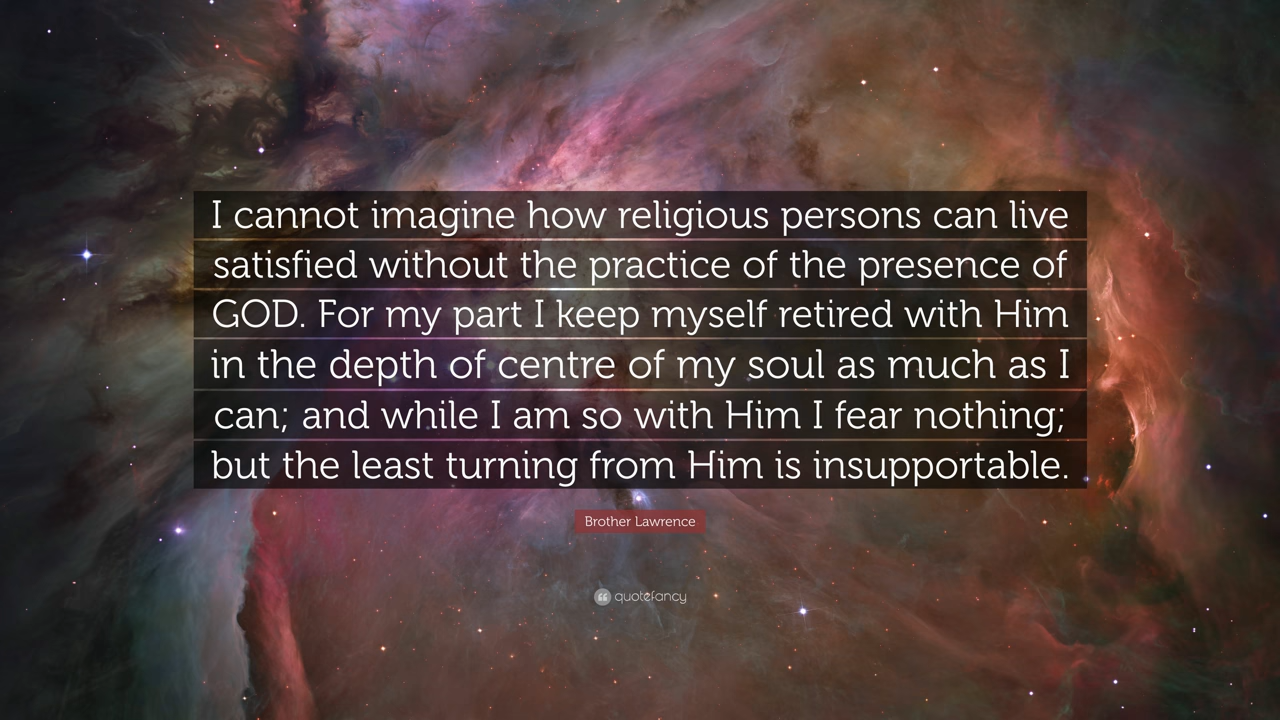 I cannot imagine how religious persons can live
satisfied without the practice of the presence of
GOD. For my part I keep myself retired with Him
in the depth of centre of my soul as much as I
can; and while I am so with Him I fear nothing;
but the least turning from Him is insupportable.
Brother Lawrence
quotefancy